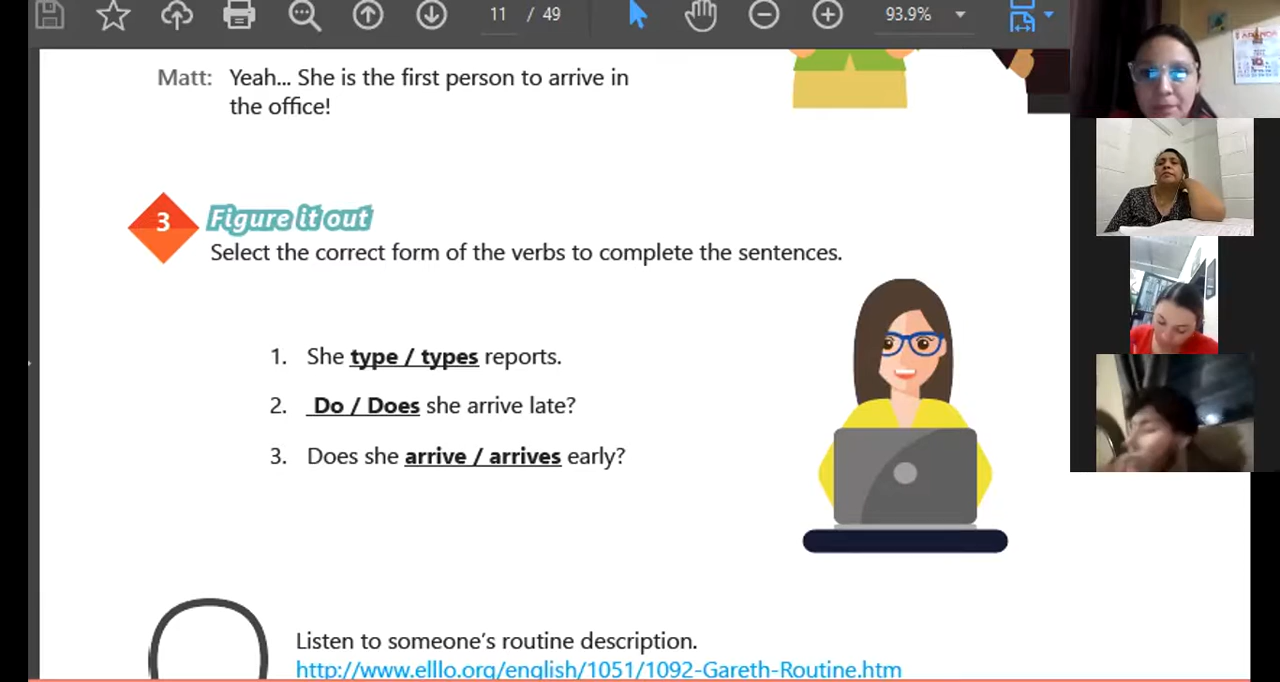 11 / 49 93.9%
Matt: Yeah... She is the first person to arrive in
the office!
3 Figure it out
Select the correct form of the verbs to complete the sentences.
1. She type / types reports.
2. Do / Does she arrive late?
3. Does she arrive / arrives early?
Listen to someone's routine description.
http://www.elllo.org/english/1051/1092-Gareth-Routine.htm